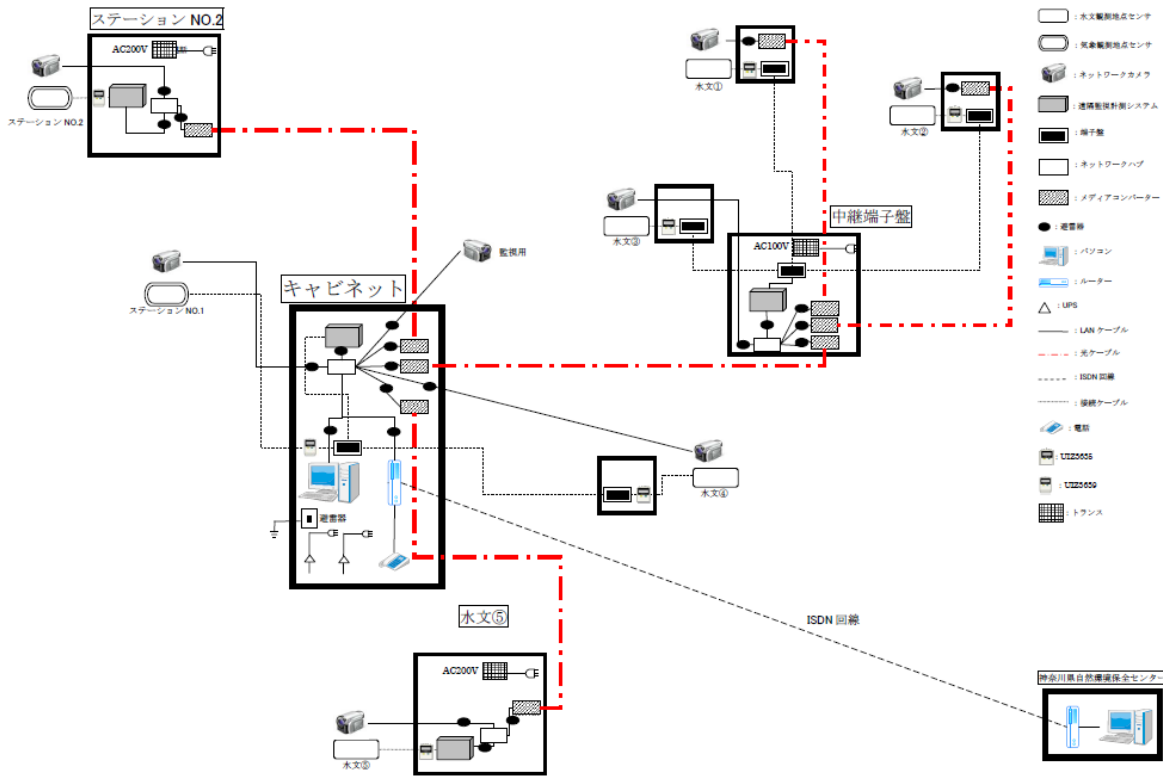 ステーション NO.2
AC200V
ステーション NO.2
水文①
水文②
水文③
中継端子盤
AC100V
監視用
ステーション NO.1
キャビネット
避雷器
水文④
水文⑤
AC200V
水文⑤
ISDN 回線
神奈川県自然環境保全センター
：水文観測地点センサ
：気象観測地点センサ
：ネットワークカメラ
：遠隔監視計測システム
：端子盤
：ネットワークハブ
：メディアコンバーター
：避雷器
：パソコン
：ルーター
：UPS
：LAN ケーブル
：光ケーブル
：ISDN 回線
：接続ケーブル
：電話
：UIZ3635
：UIZ3639
：トランス